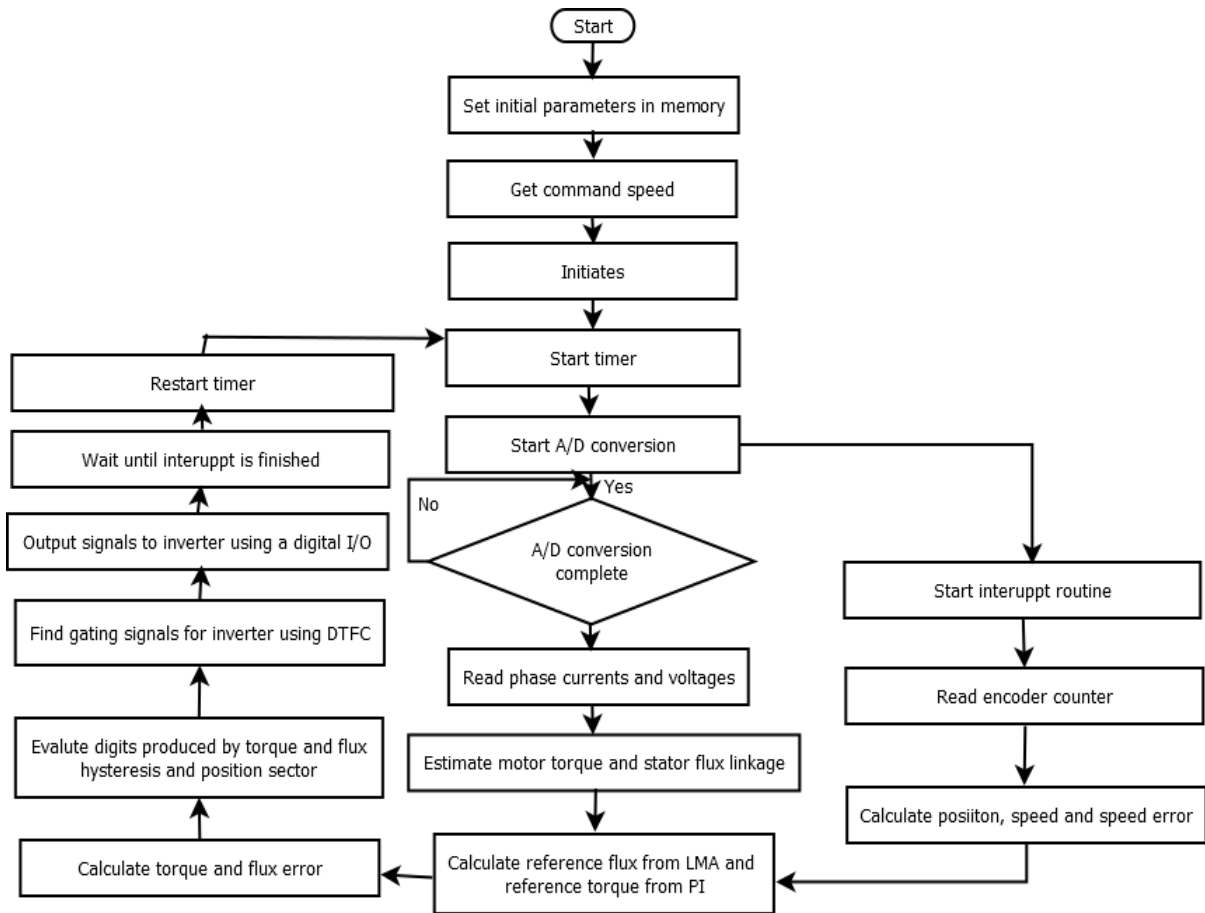 Start
Set initial parameters in memory
Get command speed
Initiates
Start timer
Restart timer
Start A/D conversion
Wait until interuppt is finished
Yes
No
Output signals to inverter using a digital I/O
A/D conversion
complete
Start interuppt routine
Find gating signals for inverter using DTFC
Read phase currents and voltages
Read encoder counter
Evalute digits produced by torque and flux
hysteresis and position sector
Estimate motor torque and stator flux linkage
Calculate posiiton, speed and speed error
Calculate torque and flux error
Calculate reference flux from LMA and
reference torque from PI